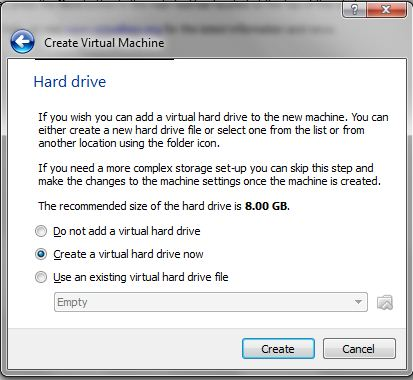 Create Virtual Machine
Hard drive
If you wish you can add a virtual hard drive to the new machine. You can
either create a new hard drive file or select one from the list or from
another location using the folder icon.
If you need a more complex storage set-up you can skip this step and
make the changes to the machine settings once the machine is created.
The recommended size of the hard drive is 8.00 GB.
Do not add a virtual hard drive
Create a virtual hard drive now
Use an existing virtual hard drive file
Empty
Create
Cancel